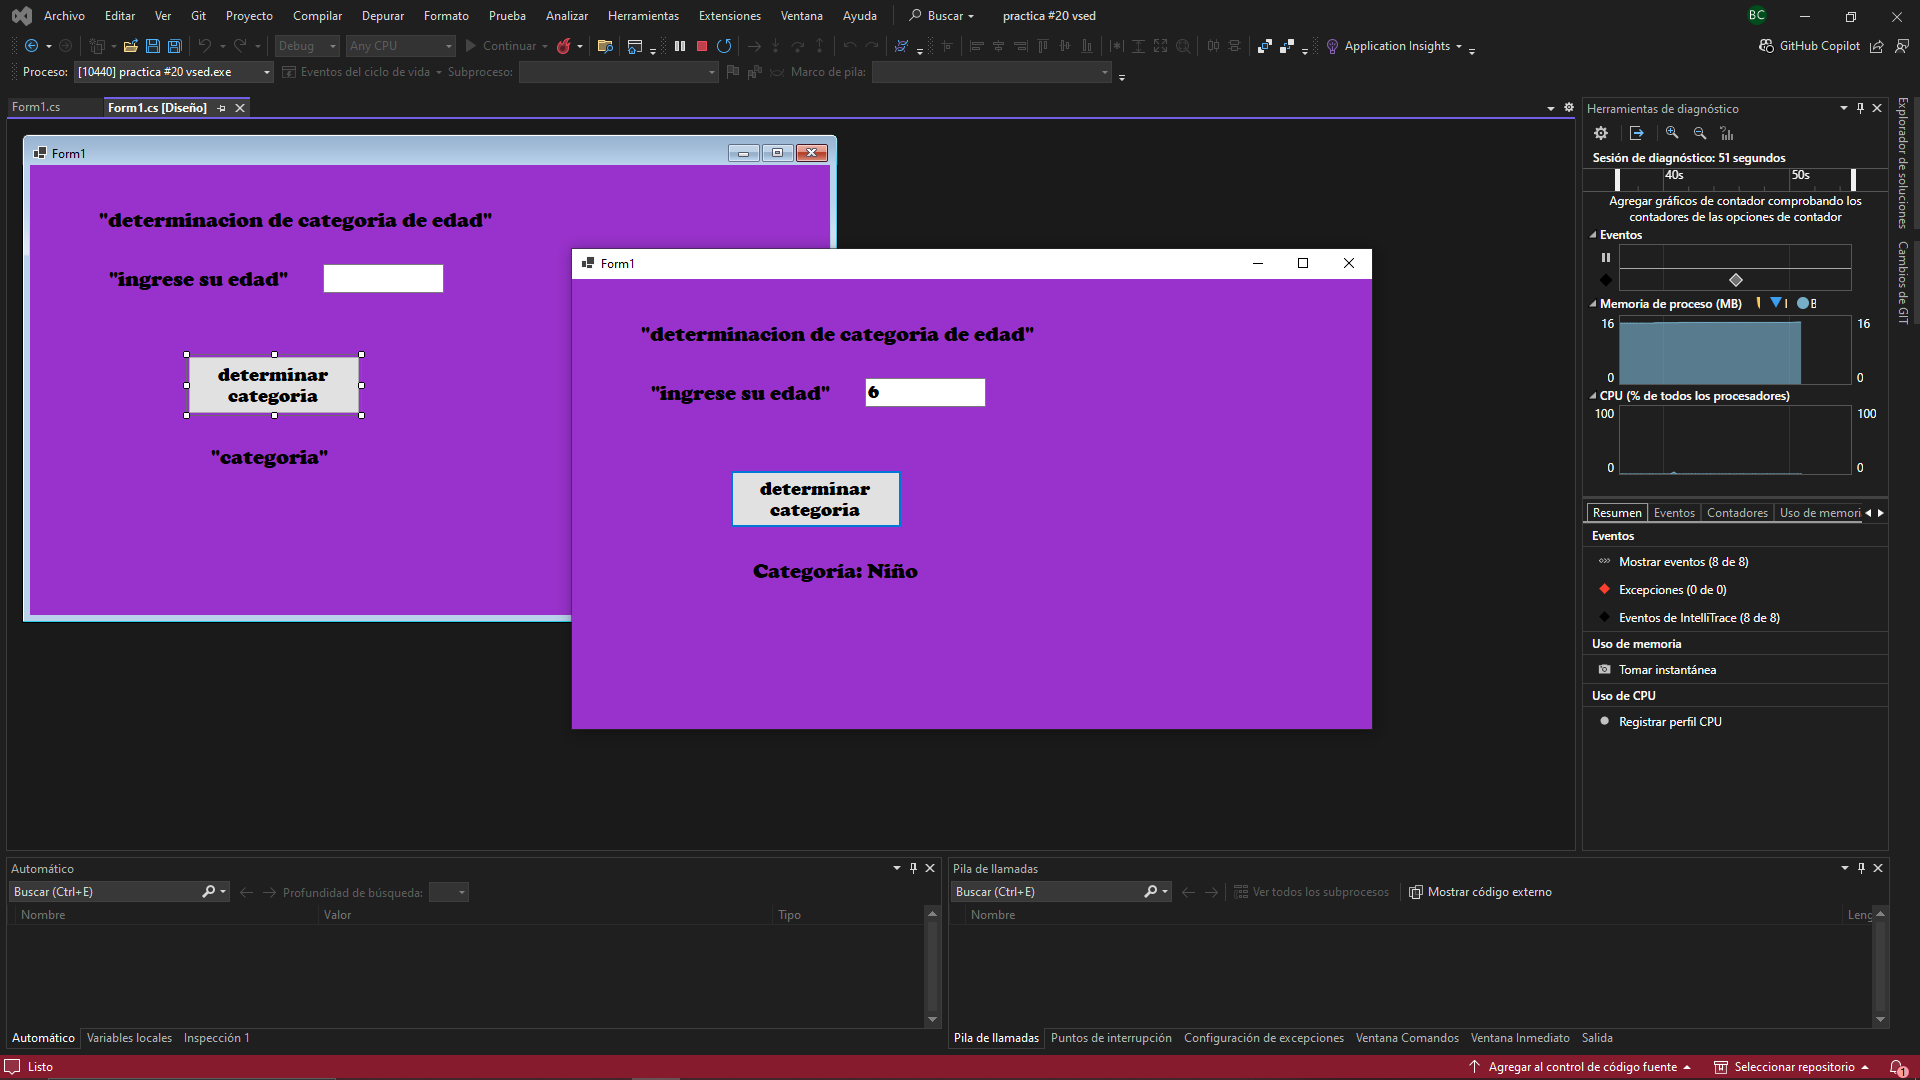 Archivo Editar Ver Git Proyecto Compilar Depurar Formato Prueba Analizar Herramientas Extensiones Ventana Ayuda Buscar practica #20 vsed BC
Debug Any CPU Continuar Application Insights GitHub Copilot
Proceso: [10440] practica #20 vsed.exe Eventos del ciclo de vida Subproceso: Marco de pila:
Form1.cs Form1.cs [Diseño]
Form1
"determinacion de categoria de edad"
"ingrese su edad"
determinar
categoria
"categoria"
Form1
"determinacion de categoria de edad"
"ingrese su edad" 6
determinar
categoria
Categoría: Niño
Herramientas de diagnóstico
Sesión de diagnóstico: 51 segundos
40s 50s
Agregar gráficos de contador comprobando los
contadores de las opciones de contador
Eventos
Memoria de proceso (MB)
16 16
0 0
CPU (% de todos los procesadores)
100 100
0 0
Resumen Eventos Contadores Uso de memori
Eventos
Mostrar eventos (8 de 8)
Excepciones (0 de 0)
Eventos de IntelliTrace (8 de 8)
Uso de memoria
Tomar instantánea
Uso de CPU
Registrar perfil CPU
Explorador de soluciones
Cambios de GIT
Automático
Buscar (Ctrl+E) Profundidad de búsqueda:
Nombre Valor Tipo
Automático Variables locales Inspección 1
Pila de llamadas
Buscar (Ctrl+E) Ver todos los subprocesos Mostrar código externo
Nombre Leng
Pila de llamadas Puntos de interrupción Configuración de excepciones Ventana Comandos Ventana Inmediato Salida
Listo Agregar al control de código fuente Seleccionar repositorio 1